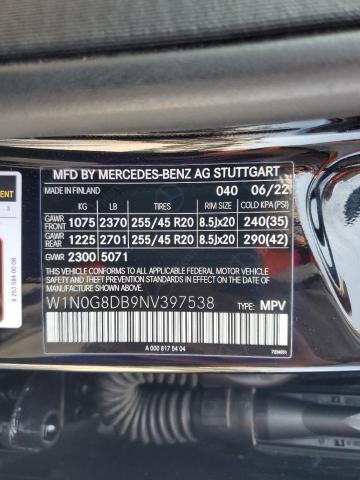 MFD BY MERCEDES-BENZ AG STUTTGART
MADE IN FINLAND 040 06/22
KG LB TIRES RIM SIZE COLD KPA(PSI)
GAWR FRONT 1075 2370 255/45 R20 8.5Jx20 240(35)
GAWR REAR 1225 2701 255/45 R20 8.5Jx20 290(42)
GVWR 2300 5071
THIS VEHICLE CONFORMS TO ALL APPLICABLE
FEDERAL MOTOR VEHICLE SAFETY STANDARDS
IN EFFECT ON THE DATE OF MANUFACTURE
SHOWN ABOVE.
W1N0G8DB9NV397538 TYPE: MPV
A 000 817 54 04